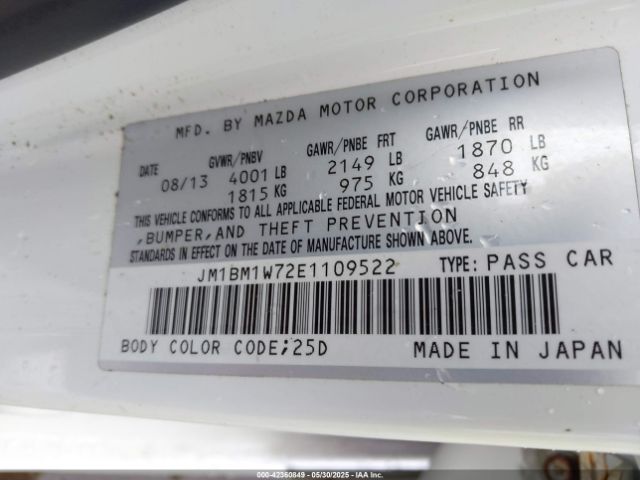 MFD. BY MAZDA MOTOR CORPORATION
DATE GVWR/PNBV GAWR/PNBE FRT GAWR/PNBE RR
08/13 4001 LB 2149 LB 1870 LB
1815 KG 975 KG 848 KG
THIS VEHICLE CONFORMS TO ALL APPLICABLE FEDERAL MOTOR VEHICLE SAFETY
,BUMPER,AND THEFT PREVENTION
STANDARDS IN EFFECT ON THE DATE OF MANUFACTURE SHOWN ABOVE.
JM1BM1W72E1109522 TYPE: PASS CAR
BODY COLOR CODE;25D MADE IN JAPAN
000-42360849 - 05/30/2025 - IAA Inc.